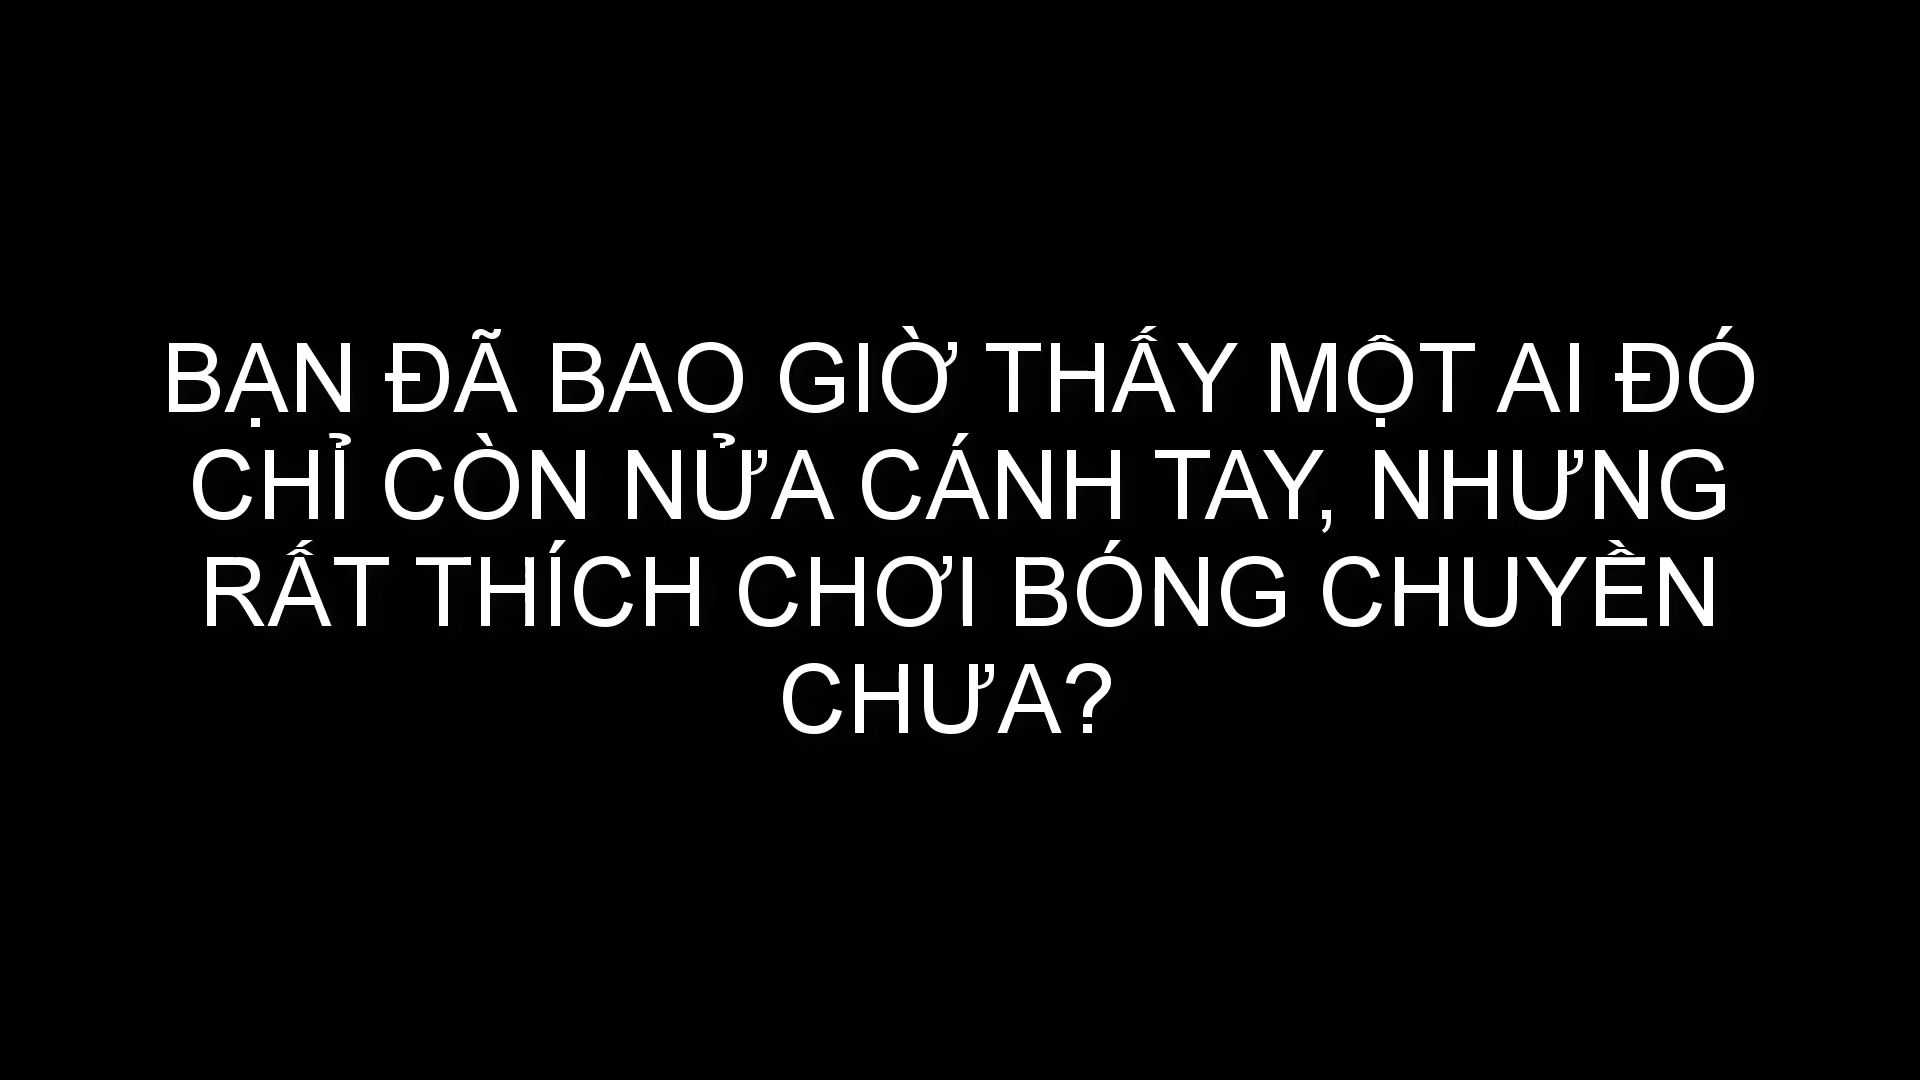 BẠN ĐÃ BAO GIỜ THẤY MỘT AI ĐÓ
CHỈ CÒN NỬA CÁNH TAY, NHƯNG
RẤT THÍCH CHƠI BÓNG CHUYỀN
CHƯA?